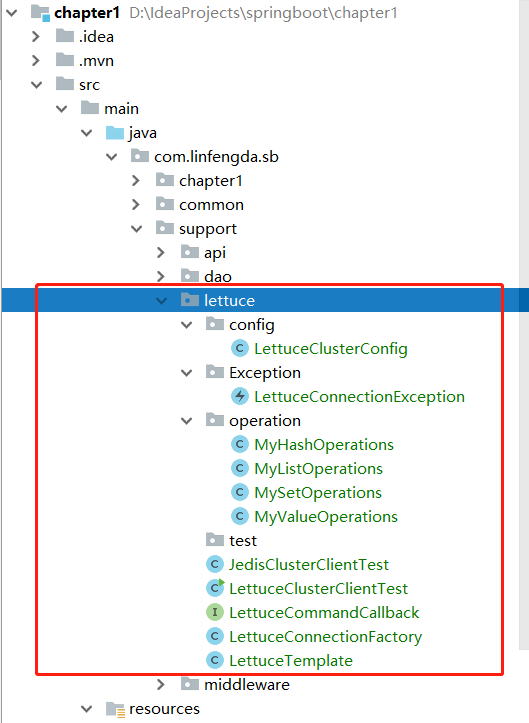 chapter1 D:\IdeaProjects\springboot\chapter1
.idea
.mvn
src
main
java
com.linfengda.sb
chapter1
common
support
api
dao
lettuce
config
LettuceClusterConfig
Exception
LettuceConnectionException
operation
MyHashOperations
MyListOperations
MySetOperations
MyValueOperations
test
JedisClusterClientTest
LettuceClusterClientTest
LettuceCommandCallback
LettuceConnectionFactory
LettuceTemplate
middleware
resources